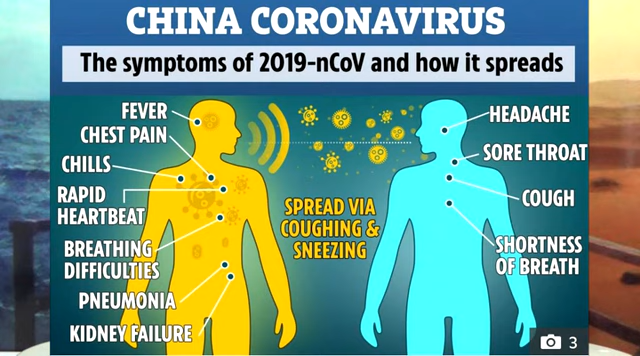 CHINA CORONAVIRUS
The symptoms of 2019-nCoV and how it spreads
FEVER
CHEST PAIN
CHILLS
RAPID
HEARTBEAT
BREATHING
DIFFICULTIES
PNEUMONIA
KIDNEY FAILURE
SPREAD VIA
COUGHING &
SNEEZING
HEADACHE
SORE THROAT
COUGH
SHORTNESS
OF BREATH
3